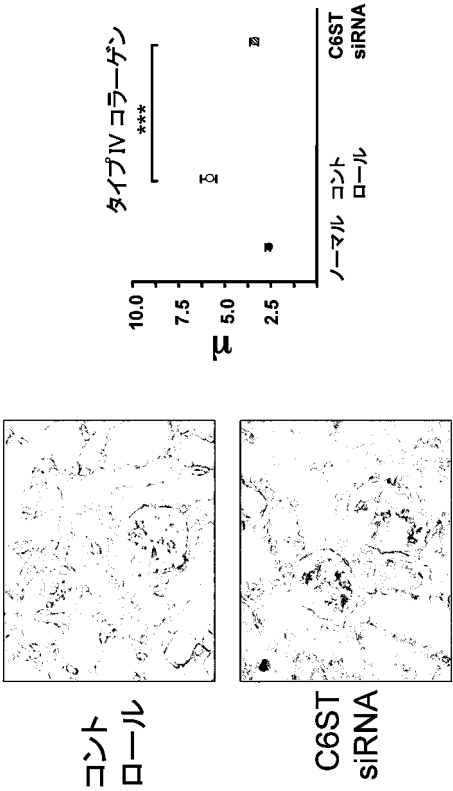 コント
ロール
C6ST
siRNA
タイプIV コラーゲン
***
10.0
7.5
5.0
2.5
μ
ノーマル
コント
ロール
C6ST
siRNA